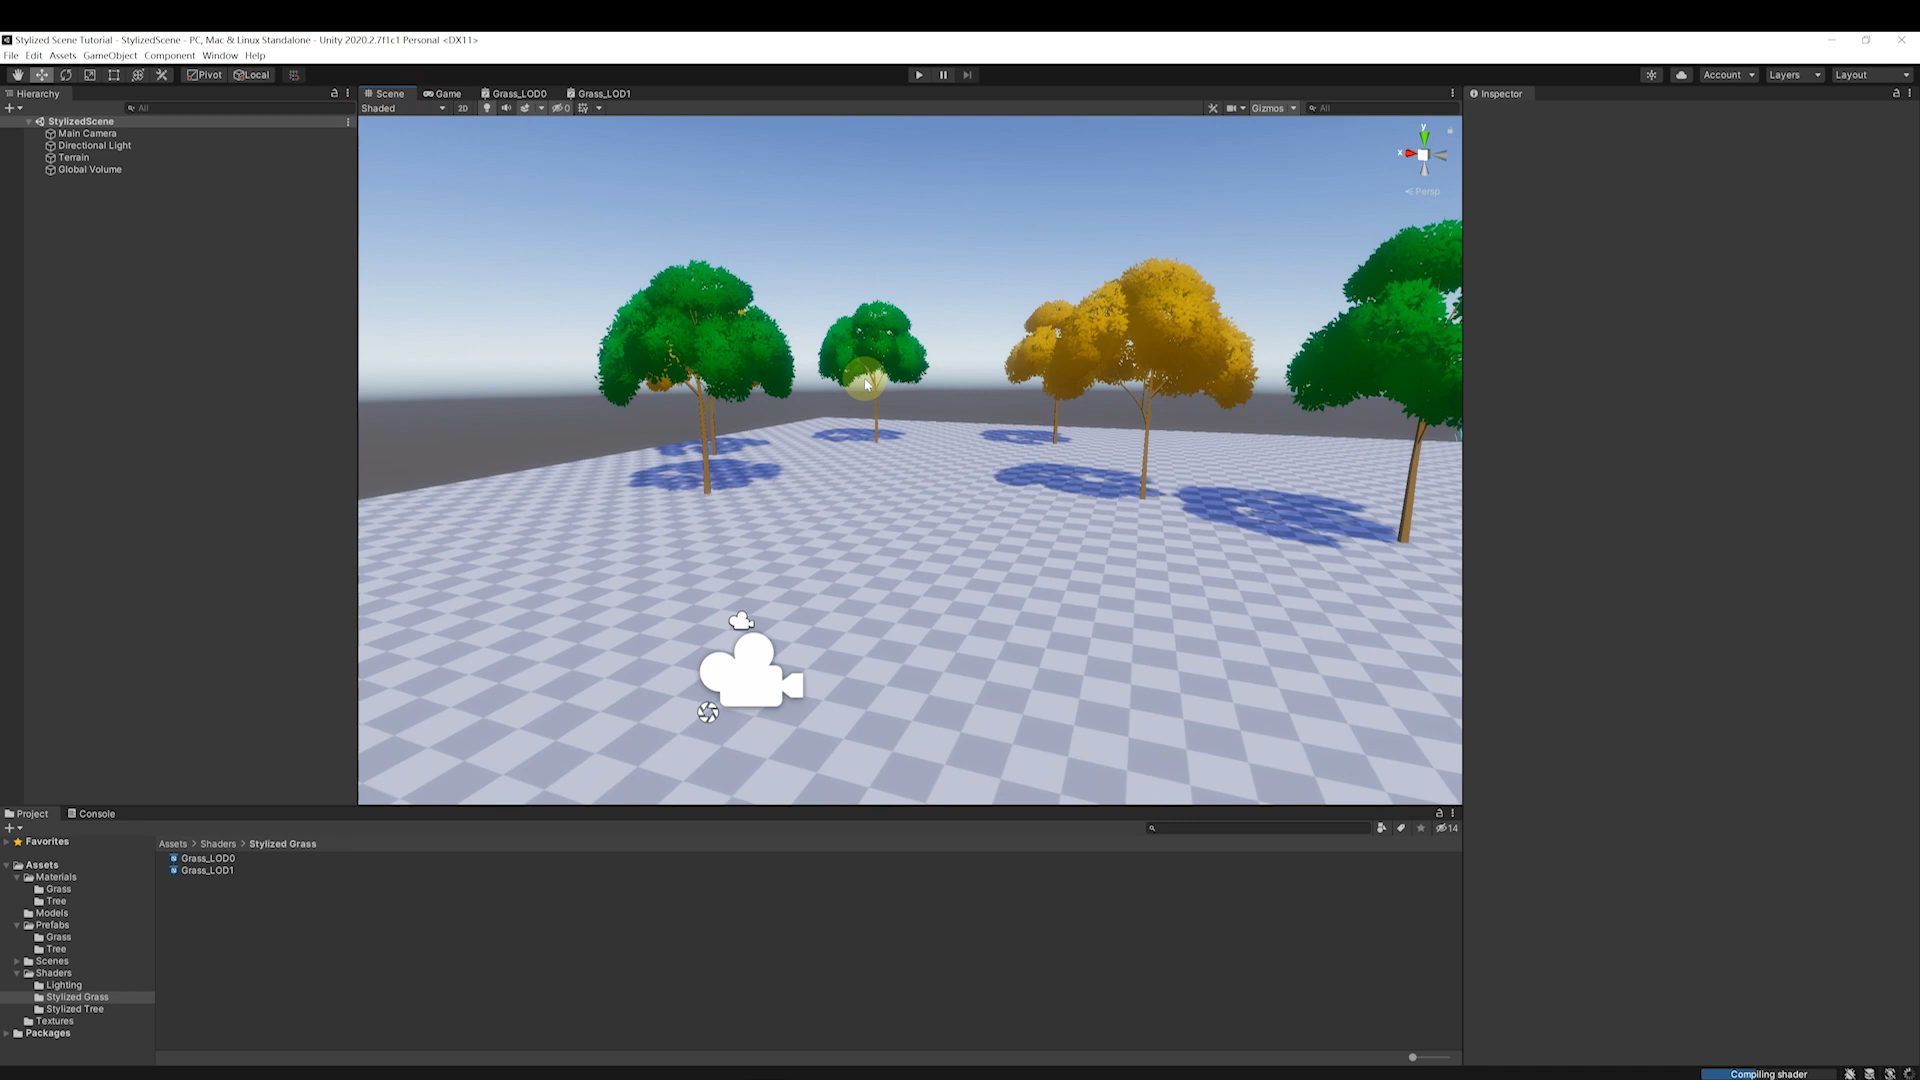 Stylized Scene Tutorial - StylizedScene - PC, Mac & Linux Standalone - Unity 2020.2.7f1c1 Personal <DX11>
File Edit Assets GameObject Component Window Help
Pivot Local Account Layers Layout
Hierarchy Scene Game Grass_LOD0 Grass_LOD1 Inspector
All Shaded 2D 0 Gizmos All
StylizedScene
Main Camera
Directional Light
Terrain
Global Volume
y
x
Persp
Project Console
14
Favorites
Assets
Materials
Grass
Tree
Models
Prefabs
Grass
Tree
Scenes
Shaders
Lighting
Stylized Grass
Stylized Tree
Textures
Packages
Assets > Shaders > Stylized Grass
Grass_LOD0
Grass_LOD1
Compiling shader